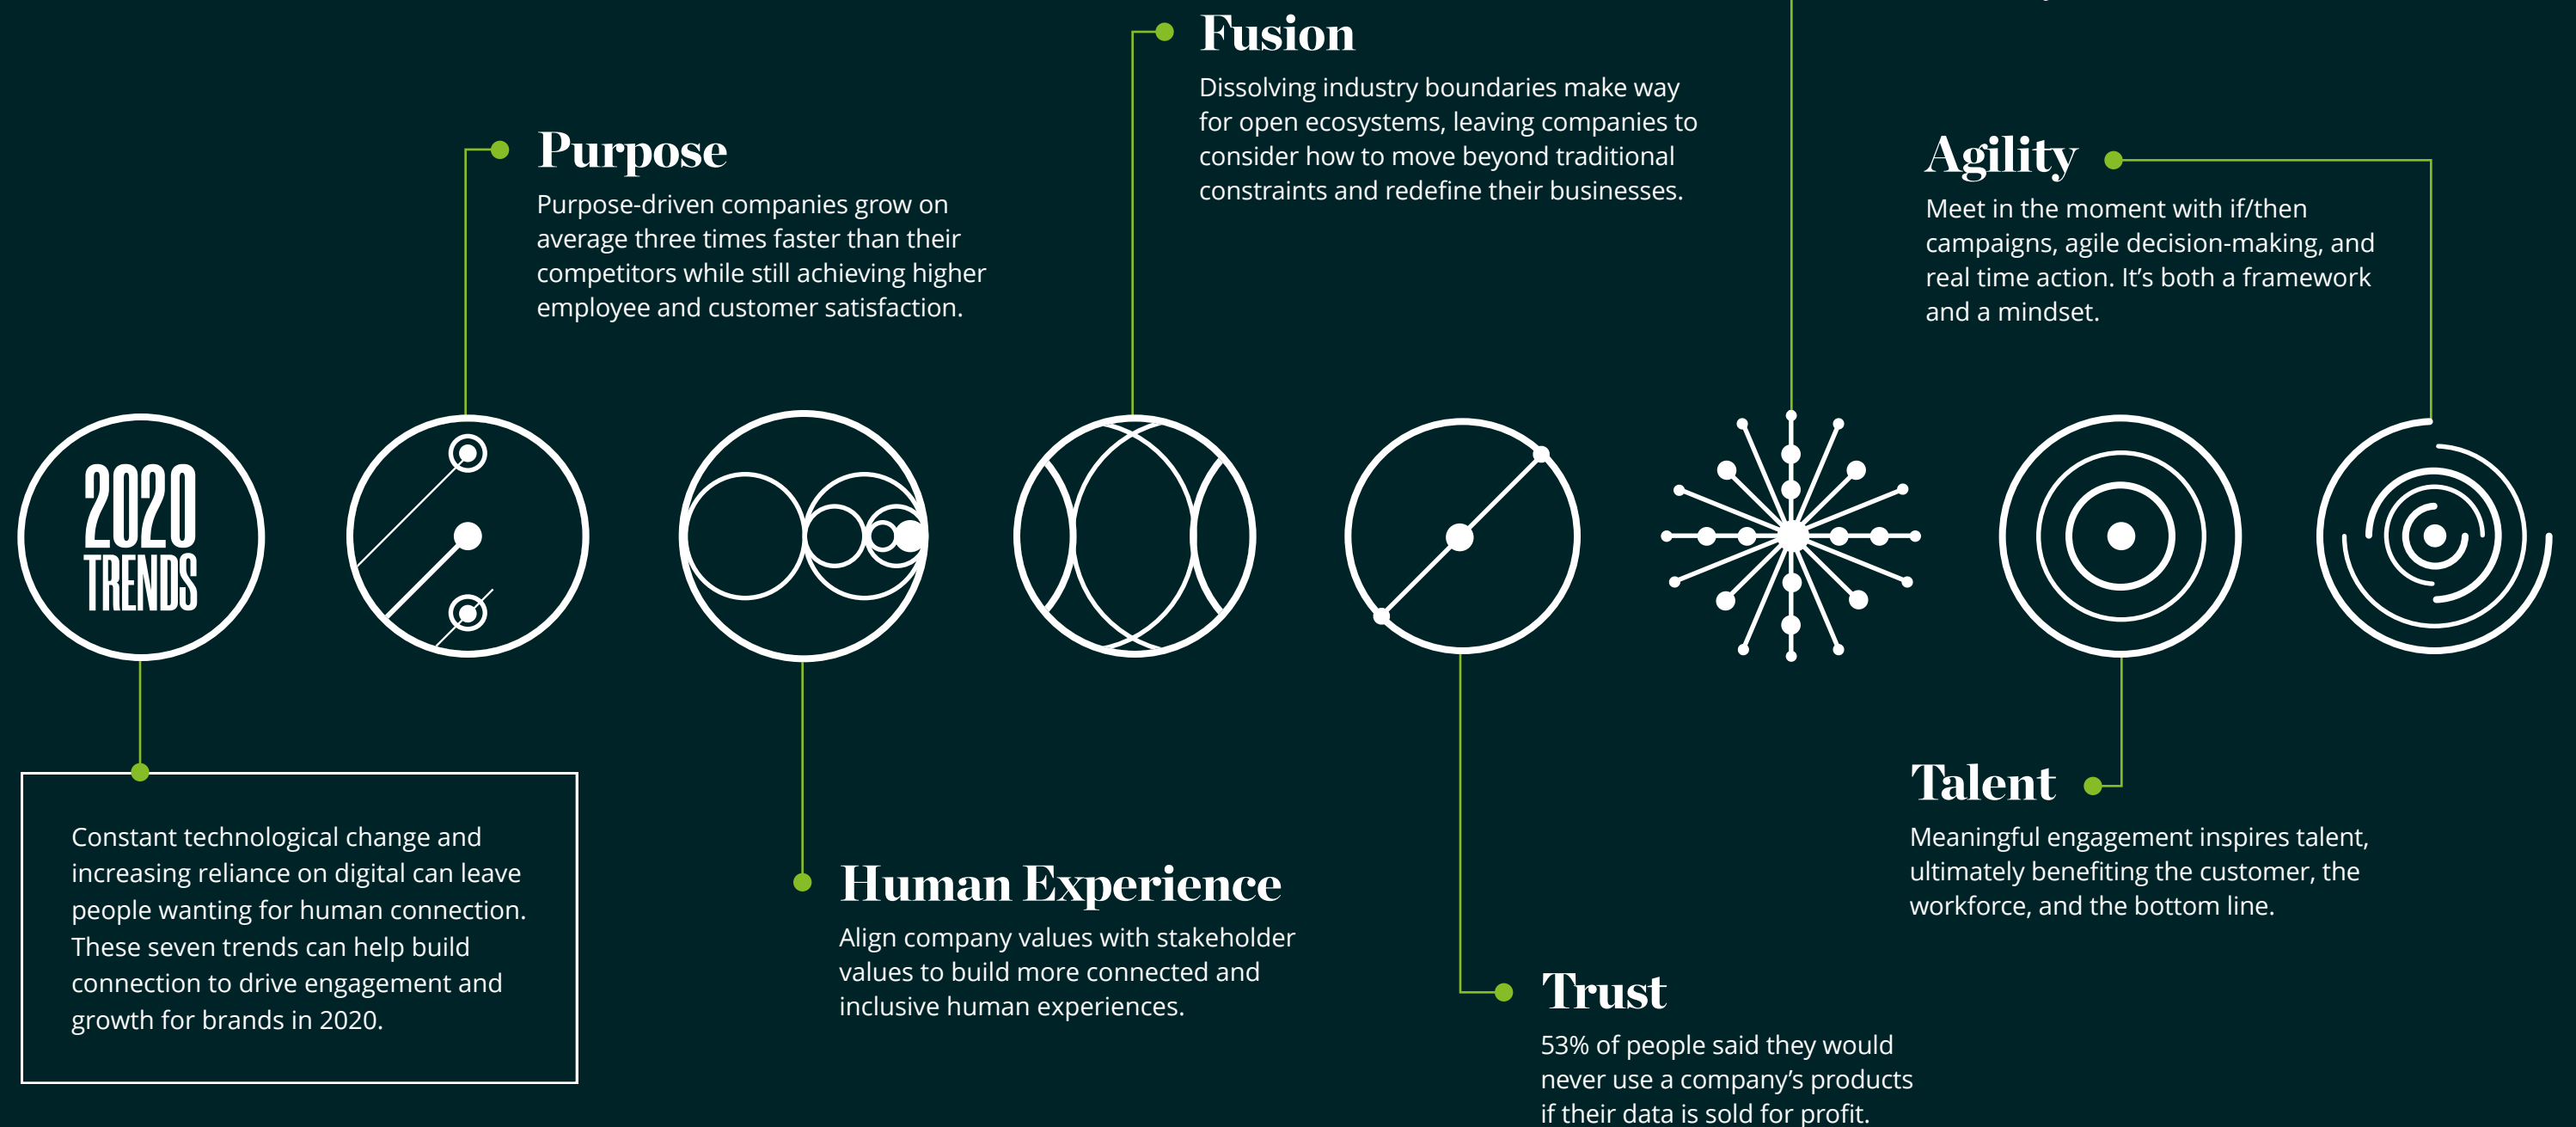 Fusion
Dissolving industry boundaries make way
for open ecosystems, leaving companies to
consider how to move beyond traditional
constraints and redefine their businesses.
Purpose
Purpose-driven companies grow on
average three times faster than their
competitors while still achieving higher
employee and customer satisfaction.
Agility
Meet in the moment with if/then
campaigns, agile decision-making, and
real time action. It’s both a framework
and a mindset.
2020
TRENDS
Constant technological change and
increasing reliance on digital can leave
people wanting for human connection.
These seven trends can help build
connection to drive engagement and
growth for brands in 2020.
Human Experience
Align company values with stakeholder
values to build more connected and
inclusive human experiences.
Trust
53% of people said they would
never use a company’s products
if their data is sold for profit.
Talent
Meaningful engagement inspires talent,
ultimately benefiting the customer, the
workforce, and the bottom line.